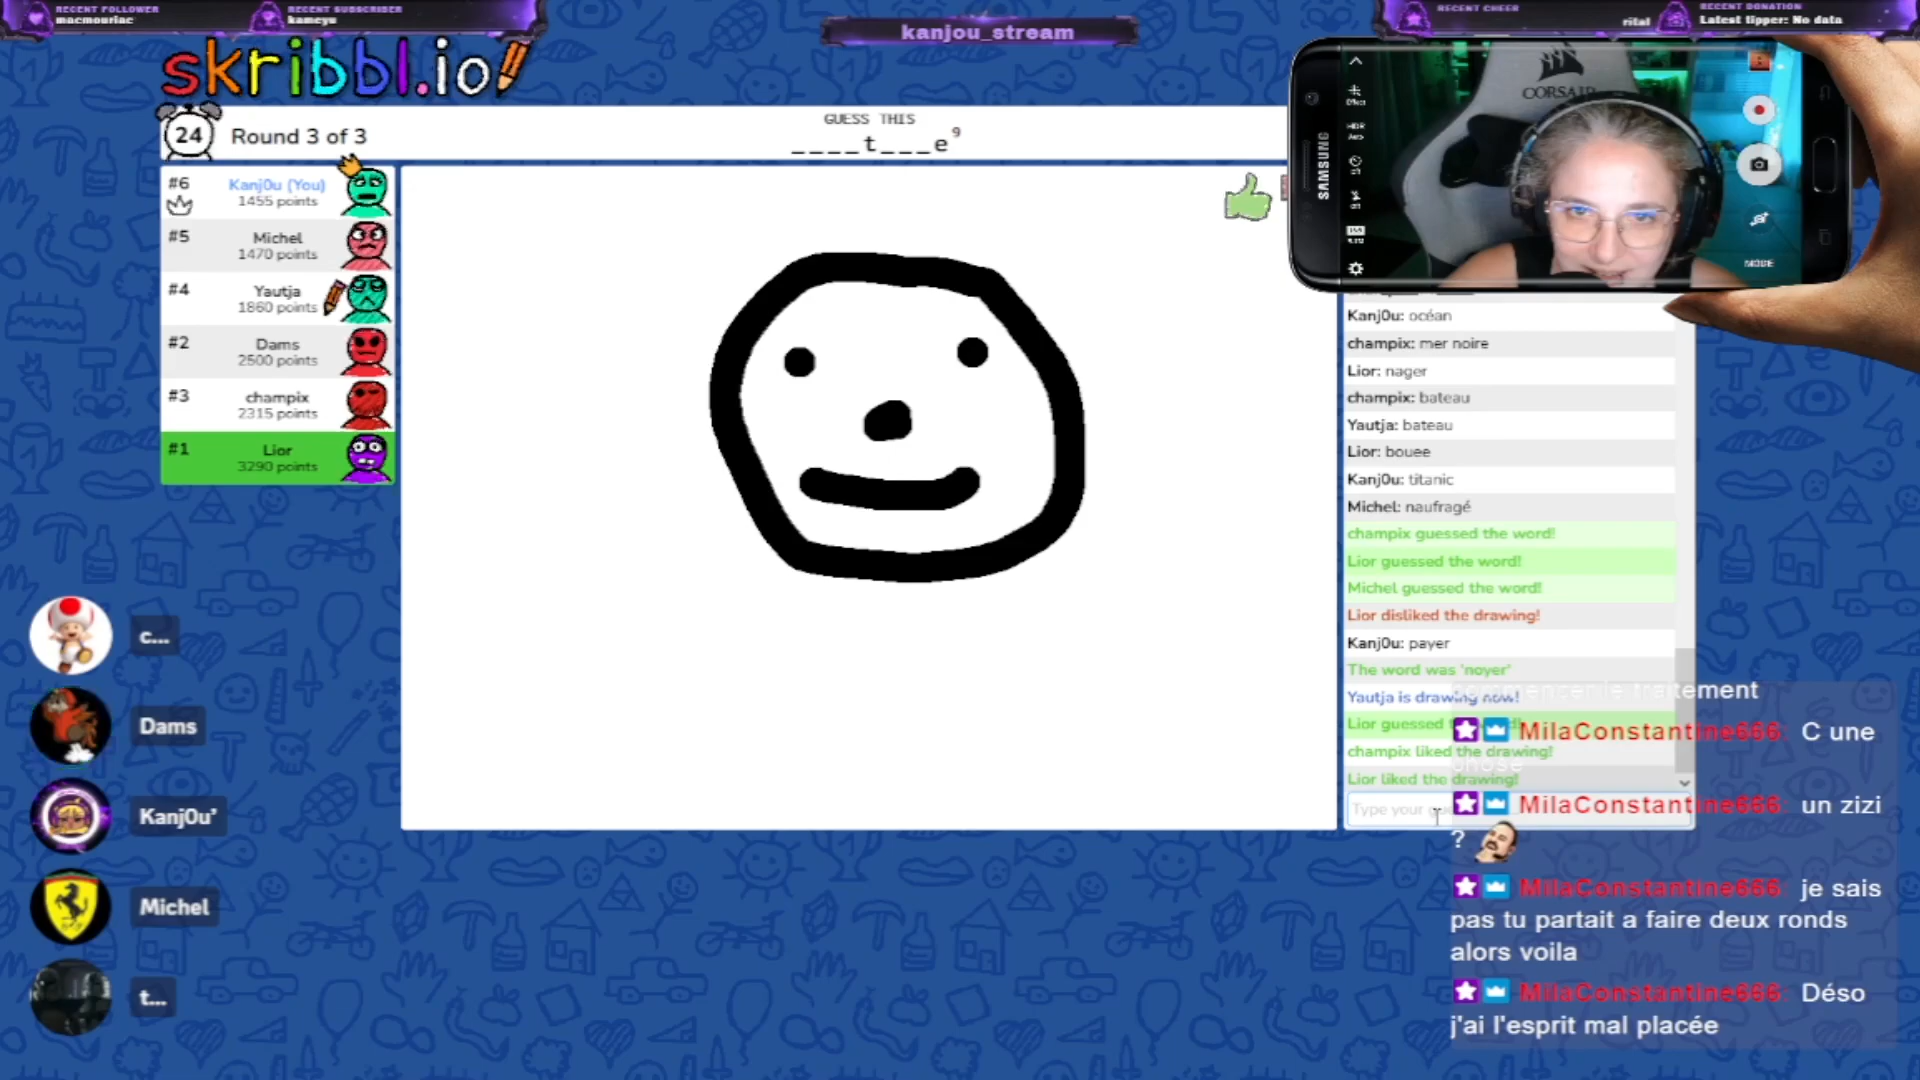 RECENT FOLLOWER
macmouriac
RECENT SUBSCRIBER
kameyu
kanjou_stream
RECENT CHEER
rital
RECENT DONATION
Latest tipper: No data
skribbl.io
24
Round 3 of 3
GUESS THIS
____t___e 9
#6
Kanj0u (You)
1455 points
#5
Michel
1470 points
#4
Yautja
1860 points
#2
Dams
2500 points
#3
champix
2315 points
#1
Lior
3290 points
SAMSUNG
Effect
HDR
CORSAIR
MODE
Kanj0u: océan
champix: mer noire
Lior: nager
champix: bateau
Yautja: bateau
Lior: bouee
Kanj0u: titanic
Michel: naufragé
champix guessed the word!
Lior guessed the word!
Michel guessed the word!
Lior disliked the drawing!
Kanj0u: payer
The word was 'noyer'
Yautja is drawing now!
Lior guessed
champix liked the drawing!
Lior liked the drawing!
Type your
traitement
MilaConstantine666: C une
chose
MilaConstantine666: un zizi
?
MilaConstantine666: je sais
pas tu partait a faire deux ronds
alors voila
MilaConstantine666: Déso
j'ai l'esprit mal placée
c...
Dams
Kanj0u'
Michel
t...